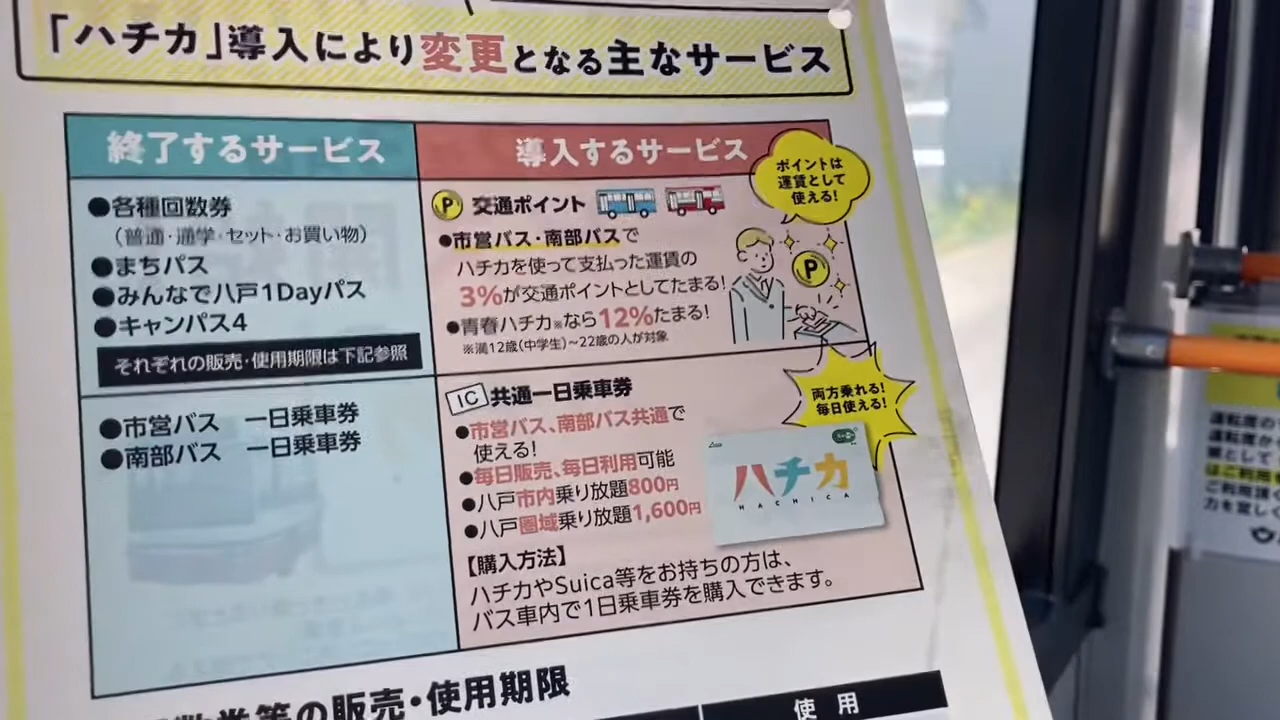 「ハチカ」導入により変更となる主なサービス
終了するサービス
●各種回数券
（普通・通学・セット・お買い物）
●まちパス
●みんなで八戸1Dayパス
●キャンパス4
それぞれの販売・使用期限は下記参照
●市営バス 一日乗車券
●南部バス 一日乗車券
導入するサービス
ポイントは
運賃として
使える!
P 交通ポイント
●市営バス・南部バスで
ハチカを使って支払った運賃の
3%が交通ポイントとしてたまる!
●青春ハチカ※なら12%たまる!
※満12歳(中学生)～22歳の人が対象
P
IC 共通一日乗車券
●市営バス、南部バス共通で
使える!
●毎日販売、毎日利用可能
●八戸市内乗り放題800円
●八戸圏域乗り放題1,600円
両方乗れる!
毎日使える!
ハチカ
HACHICA
【購入方法】
ハチカやSuica等をお持ちの方は、
バス車内で1日乗車券を購入できます。
数券等の販売・使用期限
使用
運転席の
運転席か
はご利用